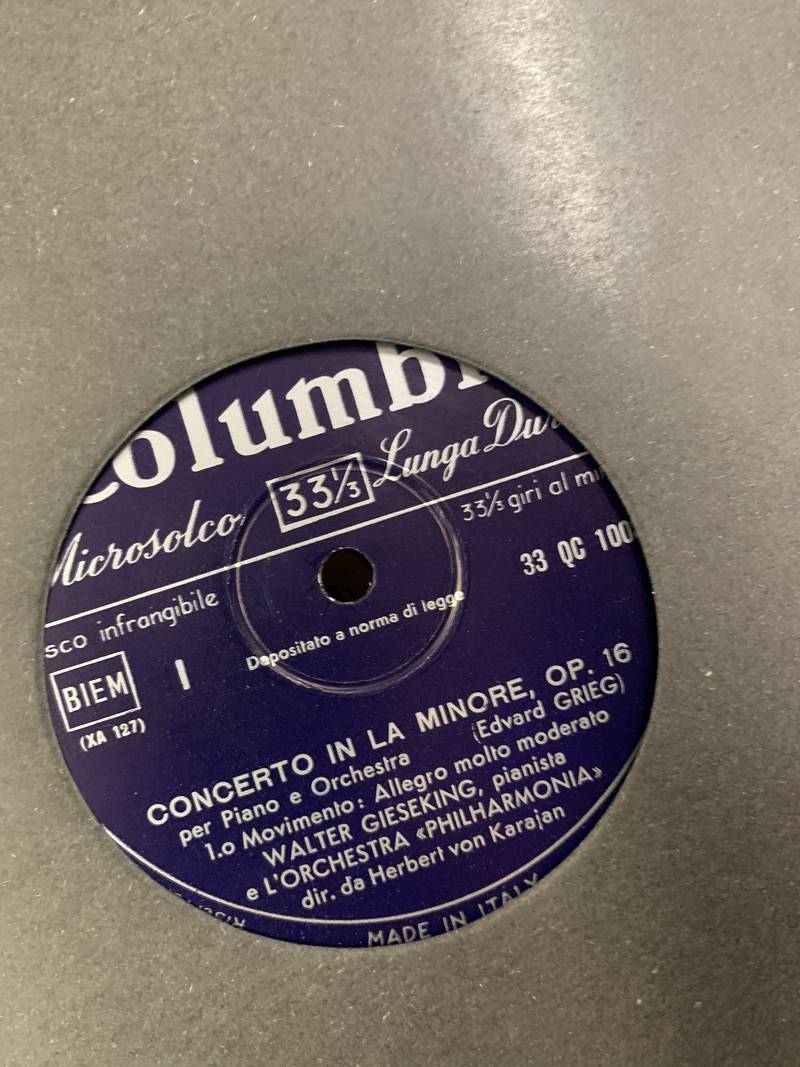 Columbi
Microsolco 33⅓ Lunga Dur
33⅓ giri al mi
33 QC 100
sco infrangibile
BIEM I Depositato a norma di legge
(XA 127)
CONCERTO IN LA MINORE, OP. 16
per Piano e Orchestra (Edvard GRIEG)
1.o Movimento: Allegro molto moderato
WALTER GIESEKING, pianista
e L'ORCHESTRA «PHILHARMONIA»
dir. da Herbert von Karajan
MADE IN ITALY